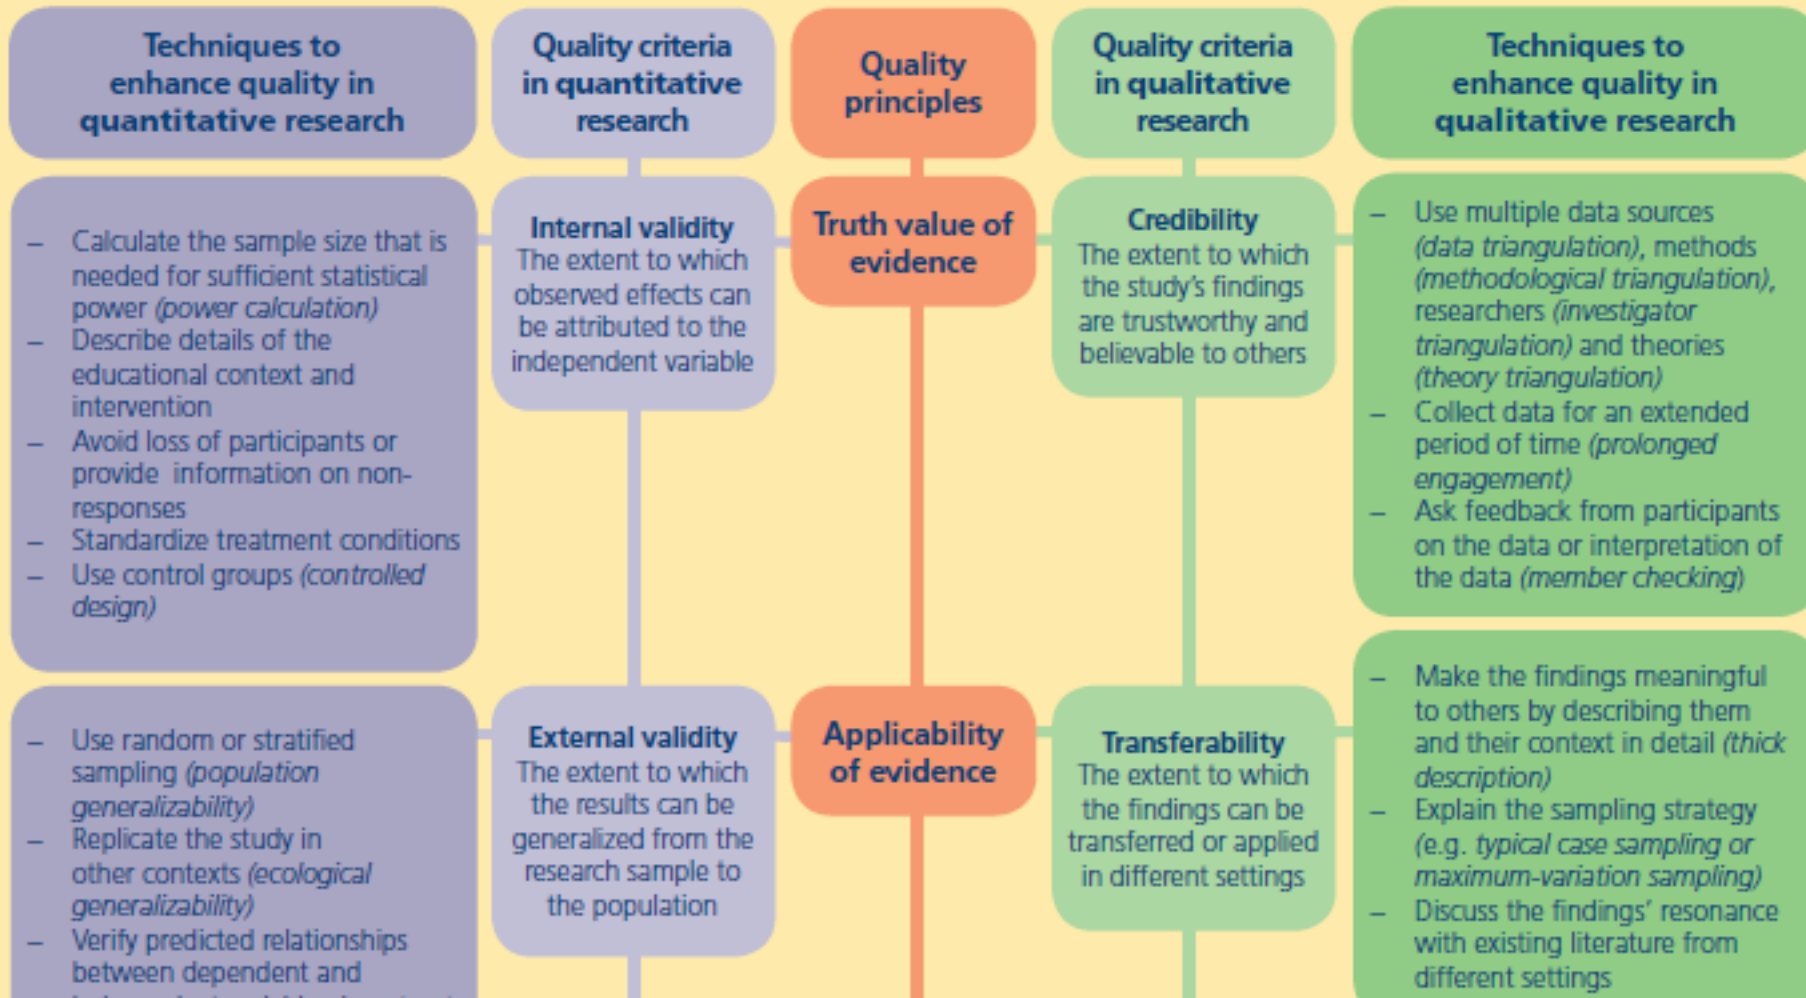 Techniques to
enhance quality in
quantitative research
Quality criteria
in quantitative
research
Quality
principles
Quality criteria
in qualitative
research
Techniques to
enhance quality in
qualitative research
– Calculate the sample size that is
needed for sufficient statistical
power (power calculation)
– Describe details of the
educational context and
intervention
– Avoid loss of participants or
provide information on non-
responses
– Standardize treatment conditions
– Use control groups (controlled
design)
Internal validity
The extent to which
observed effects can
be attributed to the
independent variable
Truth value of
evidence
Credibility
The extent to which
the study’s findings
are trustworthy and
believable to others
– Use multiple data sources
(data triangulation), methods
(methodological triangulation),
researchers (investigator
triangulation) and theories
(theory triangulation)
– Collect data for an extended
period of time (prolonged
engagement)
– Ask feedback from participants
on the data or interpretation of
the data (member checking)
– Use random or stratified
sampling (population
generalizability)
– Replicate the study in
other contexts (ecological
generalizability)
– Verify predicted relationships
between dependent and
External validity
The extent to which
the results can be
generalized from the
research sample to
the population
Applicability
of evidence
Transferability
The extent to which
the findings can be
transferred or applied
in different settings
– Make the findings meaningful
to others by describing them
and their context in detail (thick
description)
– Explain the sampling strategy
(e.g. typical case sampling or
maximum-variation sampling)
– Discuss the findings’ resonance
with existing literature from
different settings